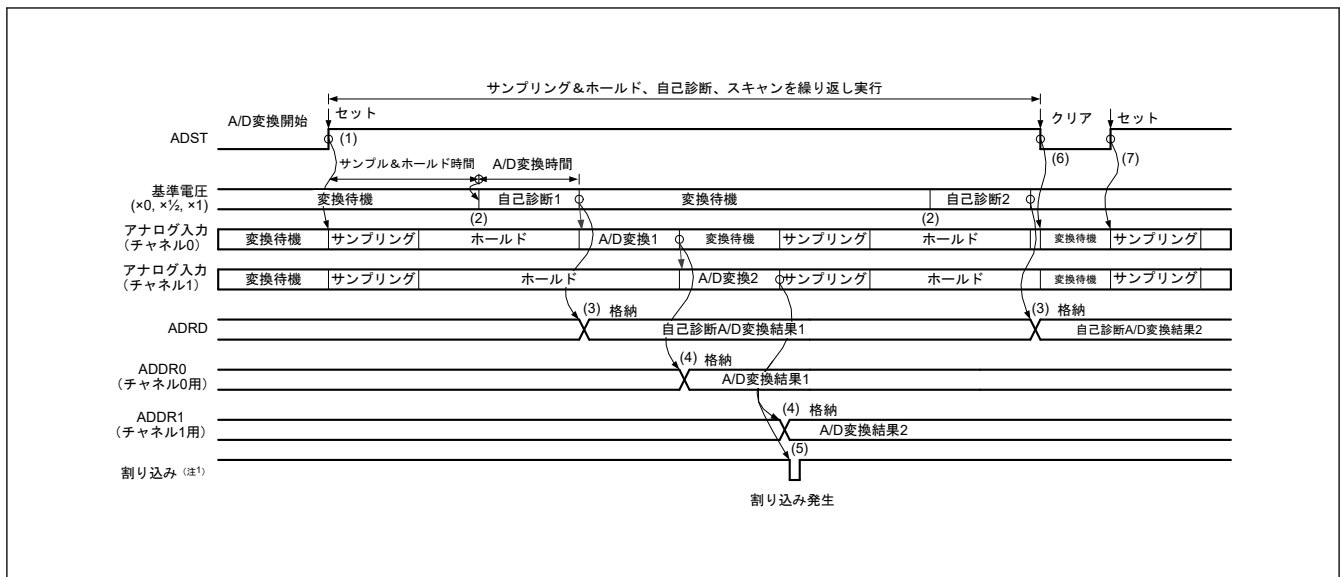 サンプリング＆ホールド、自己診断、スキャンを繰り返し実行
A/D変換開始
セット
クリア
セット
ADST
(1)
(6)
(7)
サンプル＆ホールド時間
A/D変換時間
基準電圧
(×0, ×½, ×1)
変換待機
自己診断1
変換待機
自己診断2
(2)
(2)
アナログ入力
（チャネル0）
変換待機
サンプリング
ホールド
A/D変換1
変換待機
サンプリング
ホールド
変換待機
サンプリング
アナログ入力
（チャネル1）
変換待機
サンプリング
ホールド
A/D変換2
サンプリング
ホールド
変換待機
サンプリング
(3) 格納
(3) 格納
ADRD
自己診断A/D変換結果1
自己診断A/D変換結果2
(4) 格納
ADDR0
（チャネル0用）
A/D変換結果1
(4) 格納
ADDR1
（チャネル1用）
A/D変換結果2
(5)
割り込み（注1）
割り込み発生